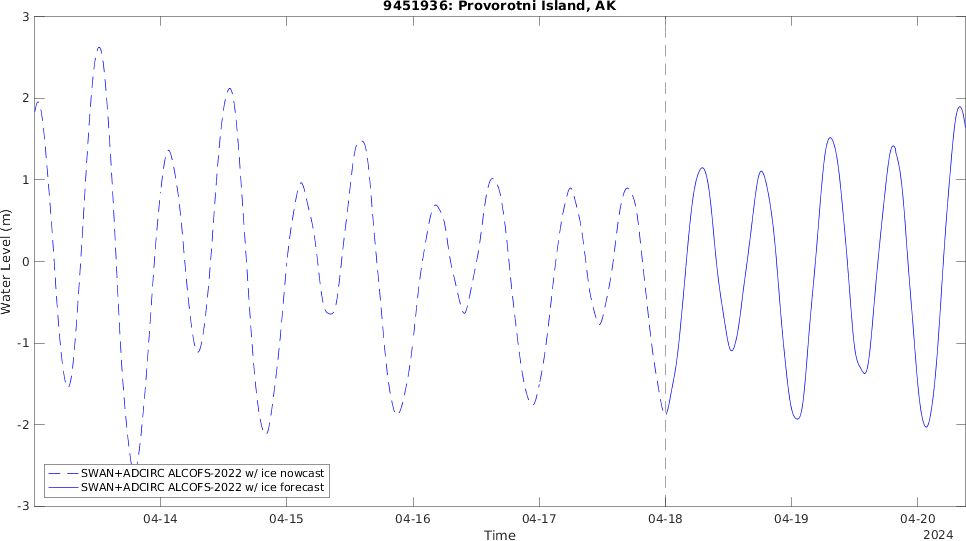 9451936: Provorotni Island, AK
3
2
1
0
-1
-2
-3
Water Level (m)
SWAN+ADCIRC ALCOFS-2022 w/ ice nowcast
SWAN+ADCIRC ALCOFS-2022 w/ ice forecast
04-14 04-15 04-16 04-17 04-18 04-19 04-20
Time
2024